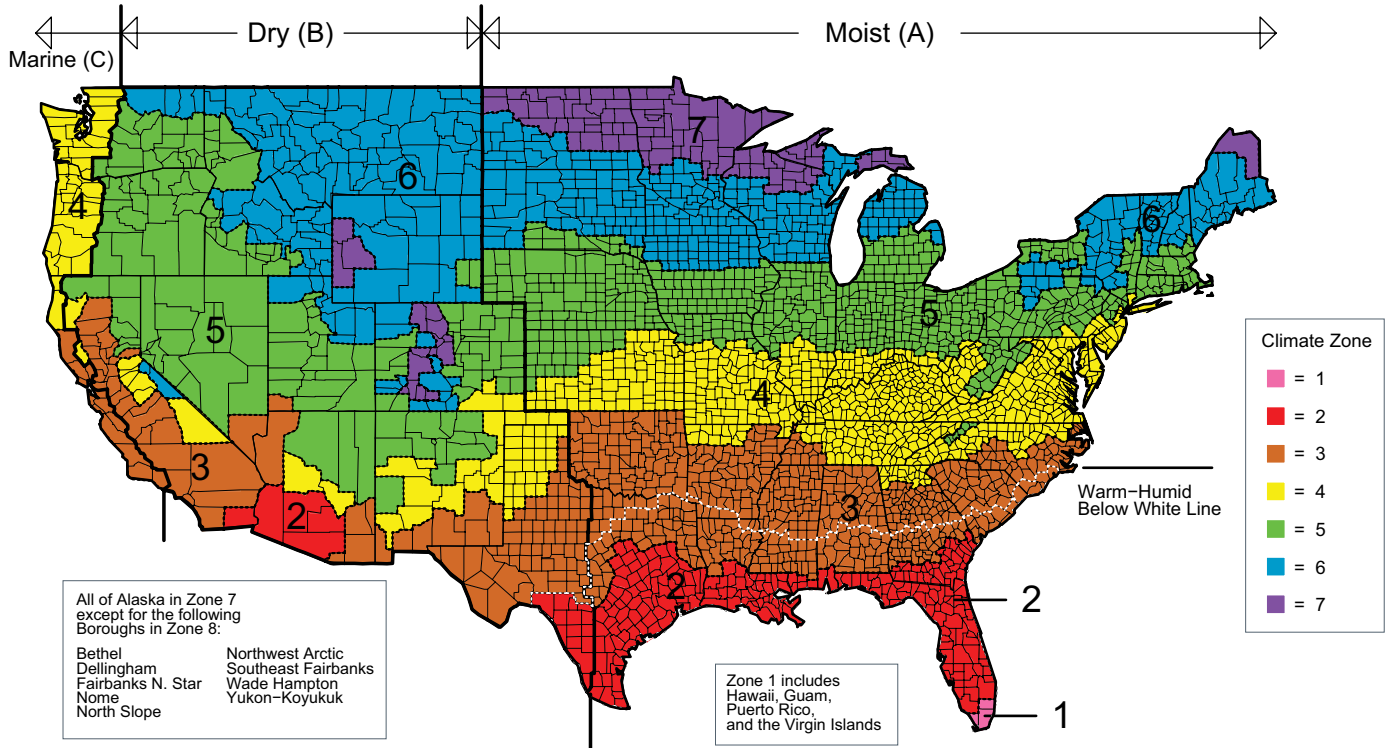 Marine (C)
Dry (B)
Moist (A)
7
6
4
6
5
5
4
3
3
2
2
Warm−Humid
Below White Line
2
1
Climate Zone
= 1
= 2
= 3
= 4
= 5
= 6
= 7
All of Alaska in Zone 7
except for the following
Boroughs in Zone 8:
Bethel
Dellingham
Fairbanks N. Star
Nome
North Slope
Northwest Arctic
Southeast Fairbanks
Wade Hampton
Yukon−Koyukuk
Zone 1 includes
Hawaii, Guam,
Puerto Rico,
and the Virgin Islands